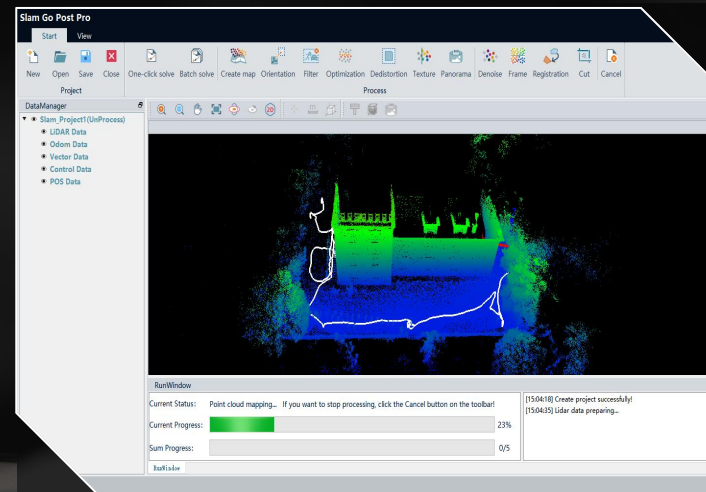 Slam Go Post Pro
Start View
New Open Save Close One-click solve Batch solve Create map Orientation Filter Optimization Dedistortion Texture Panorama Denoise Frame Registration Cut Cancel
Project Process
DataManager
Slam_Project1(UnProcess)
LiDAR Data
Odom Data
Vector Data
Control Data
POS Data
2D
RunWindow
Current Status: Point cloud mapping... If you want to stop processing, click the Cancel button on the toolbar!
[15:04:18] Create project successfully!
[15:04:35] Lidar data preparing...
Current Progress: 23%
Sum Progress: 0/5
RunWindow